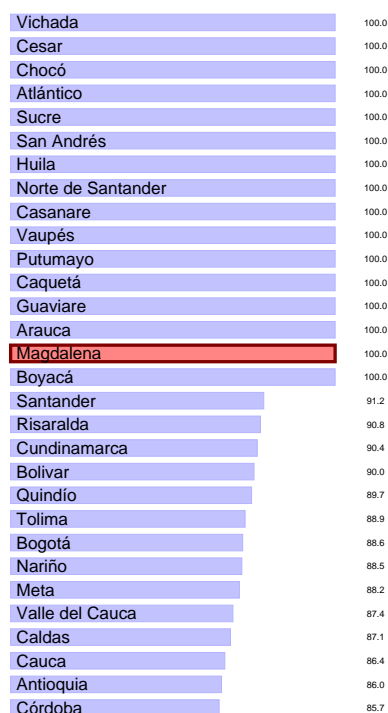 Vichada 100.0
Cesar 100.0
Chocó 100.0
Atlántico 100.0
Sucre 100.0
San Andrés 100.0
Huila 100.0
Norte de Santander 100.0
Casanare 100.0
Vaupés 100.0
Putumayo 100.0
Caquetá 100.0
Guaviare 100.0
Arauca 100.0
Magdalena 100.0
Boyacá 100.0
Santander 91.2
Risaralda 90.8
Cundinamarca 90.4
Bolivar 90.0
Quindío 89.7
Tolima 88.9
Bogotá 88.6
Nariño 88.5
Meta 88.2
Valle del Cauca 87.4
Caldas 87.1
Cauca 86.4
Antioquia 86.0
Córdoba 85.7